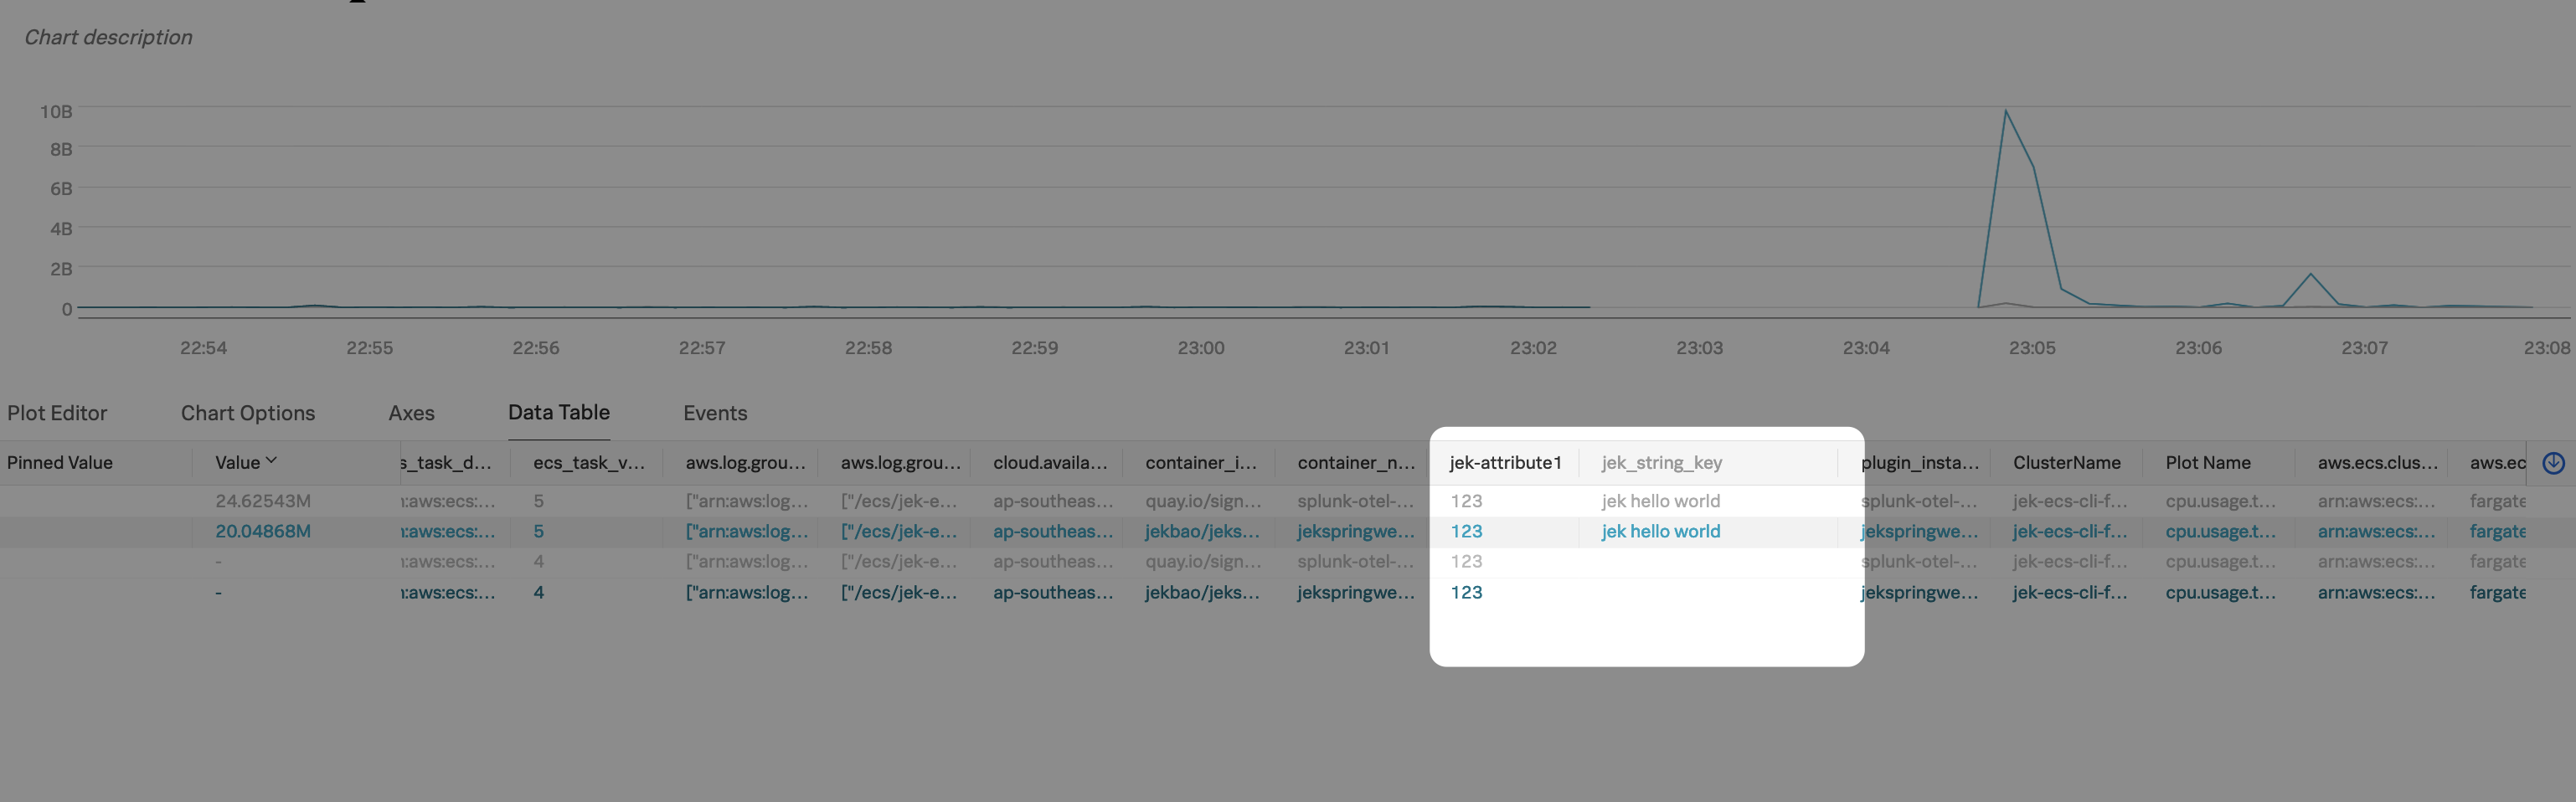 Chart description
10B
8B
6B
4B
2B
0
22:54 22:55 22:56 22:57 22:58 22:59 23:00 23:01 23:02 23:03 23:04 23:05 23:06 23:07 23:08
Plot Editor Chart Options Axes Data Table Events
Pinned Value Value s_task_d... ecs_task_v... aws.log.grou... aws.log.grou... cloud.availa... container_i... container_n... jek-attribute1 jek_string_key plugin_insta... ClusterName Plot Name aws.ecs.clus... aws.ec
24.62543M :aws:ecs:... 5 ["arn:aws:log... ["/ecs/jek-e... ap-southeas... quay.io/sign... splunk-otel-... 123 jek hello world splunk-otel-... jek-ecs-cli-f... cpu.usage.t... arn:aws:ecs:... fargate
20.04868M :aws:ecs:... 5 ["arn:aws:log... ["/ecs/jek-e... ap-southeas... jekbao/jeks... jekspringwe... 123 jek hello world jekspringwe... jek-ecs-cli-f... cpu.usage.t... arn:aws:ecs:... fargate
- :aws:ecs:... 4 ["arn:aws:log... ["/ecs/jek-e... ap-southeas... quay.io/sign... splunk-otel-... 123 splunk-otel-... jek-ecs-cli-f... cpu.usage.t... arn:aws:ecs:... fargate
- :aws:ecs:... 4 ["arn:aws:log... ["/ecs/jek-e... ap-southeas... jekbao/jeks... jekspringwe... 123 jekspringwe... jek-ecs-cli-f... cpu.usage.t... arn:aws:ecs:... fargate